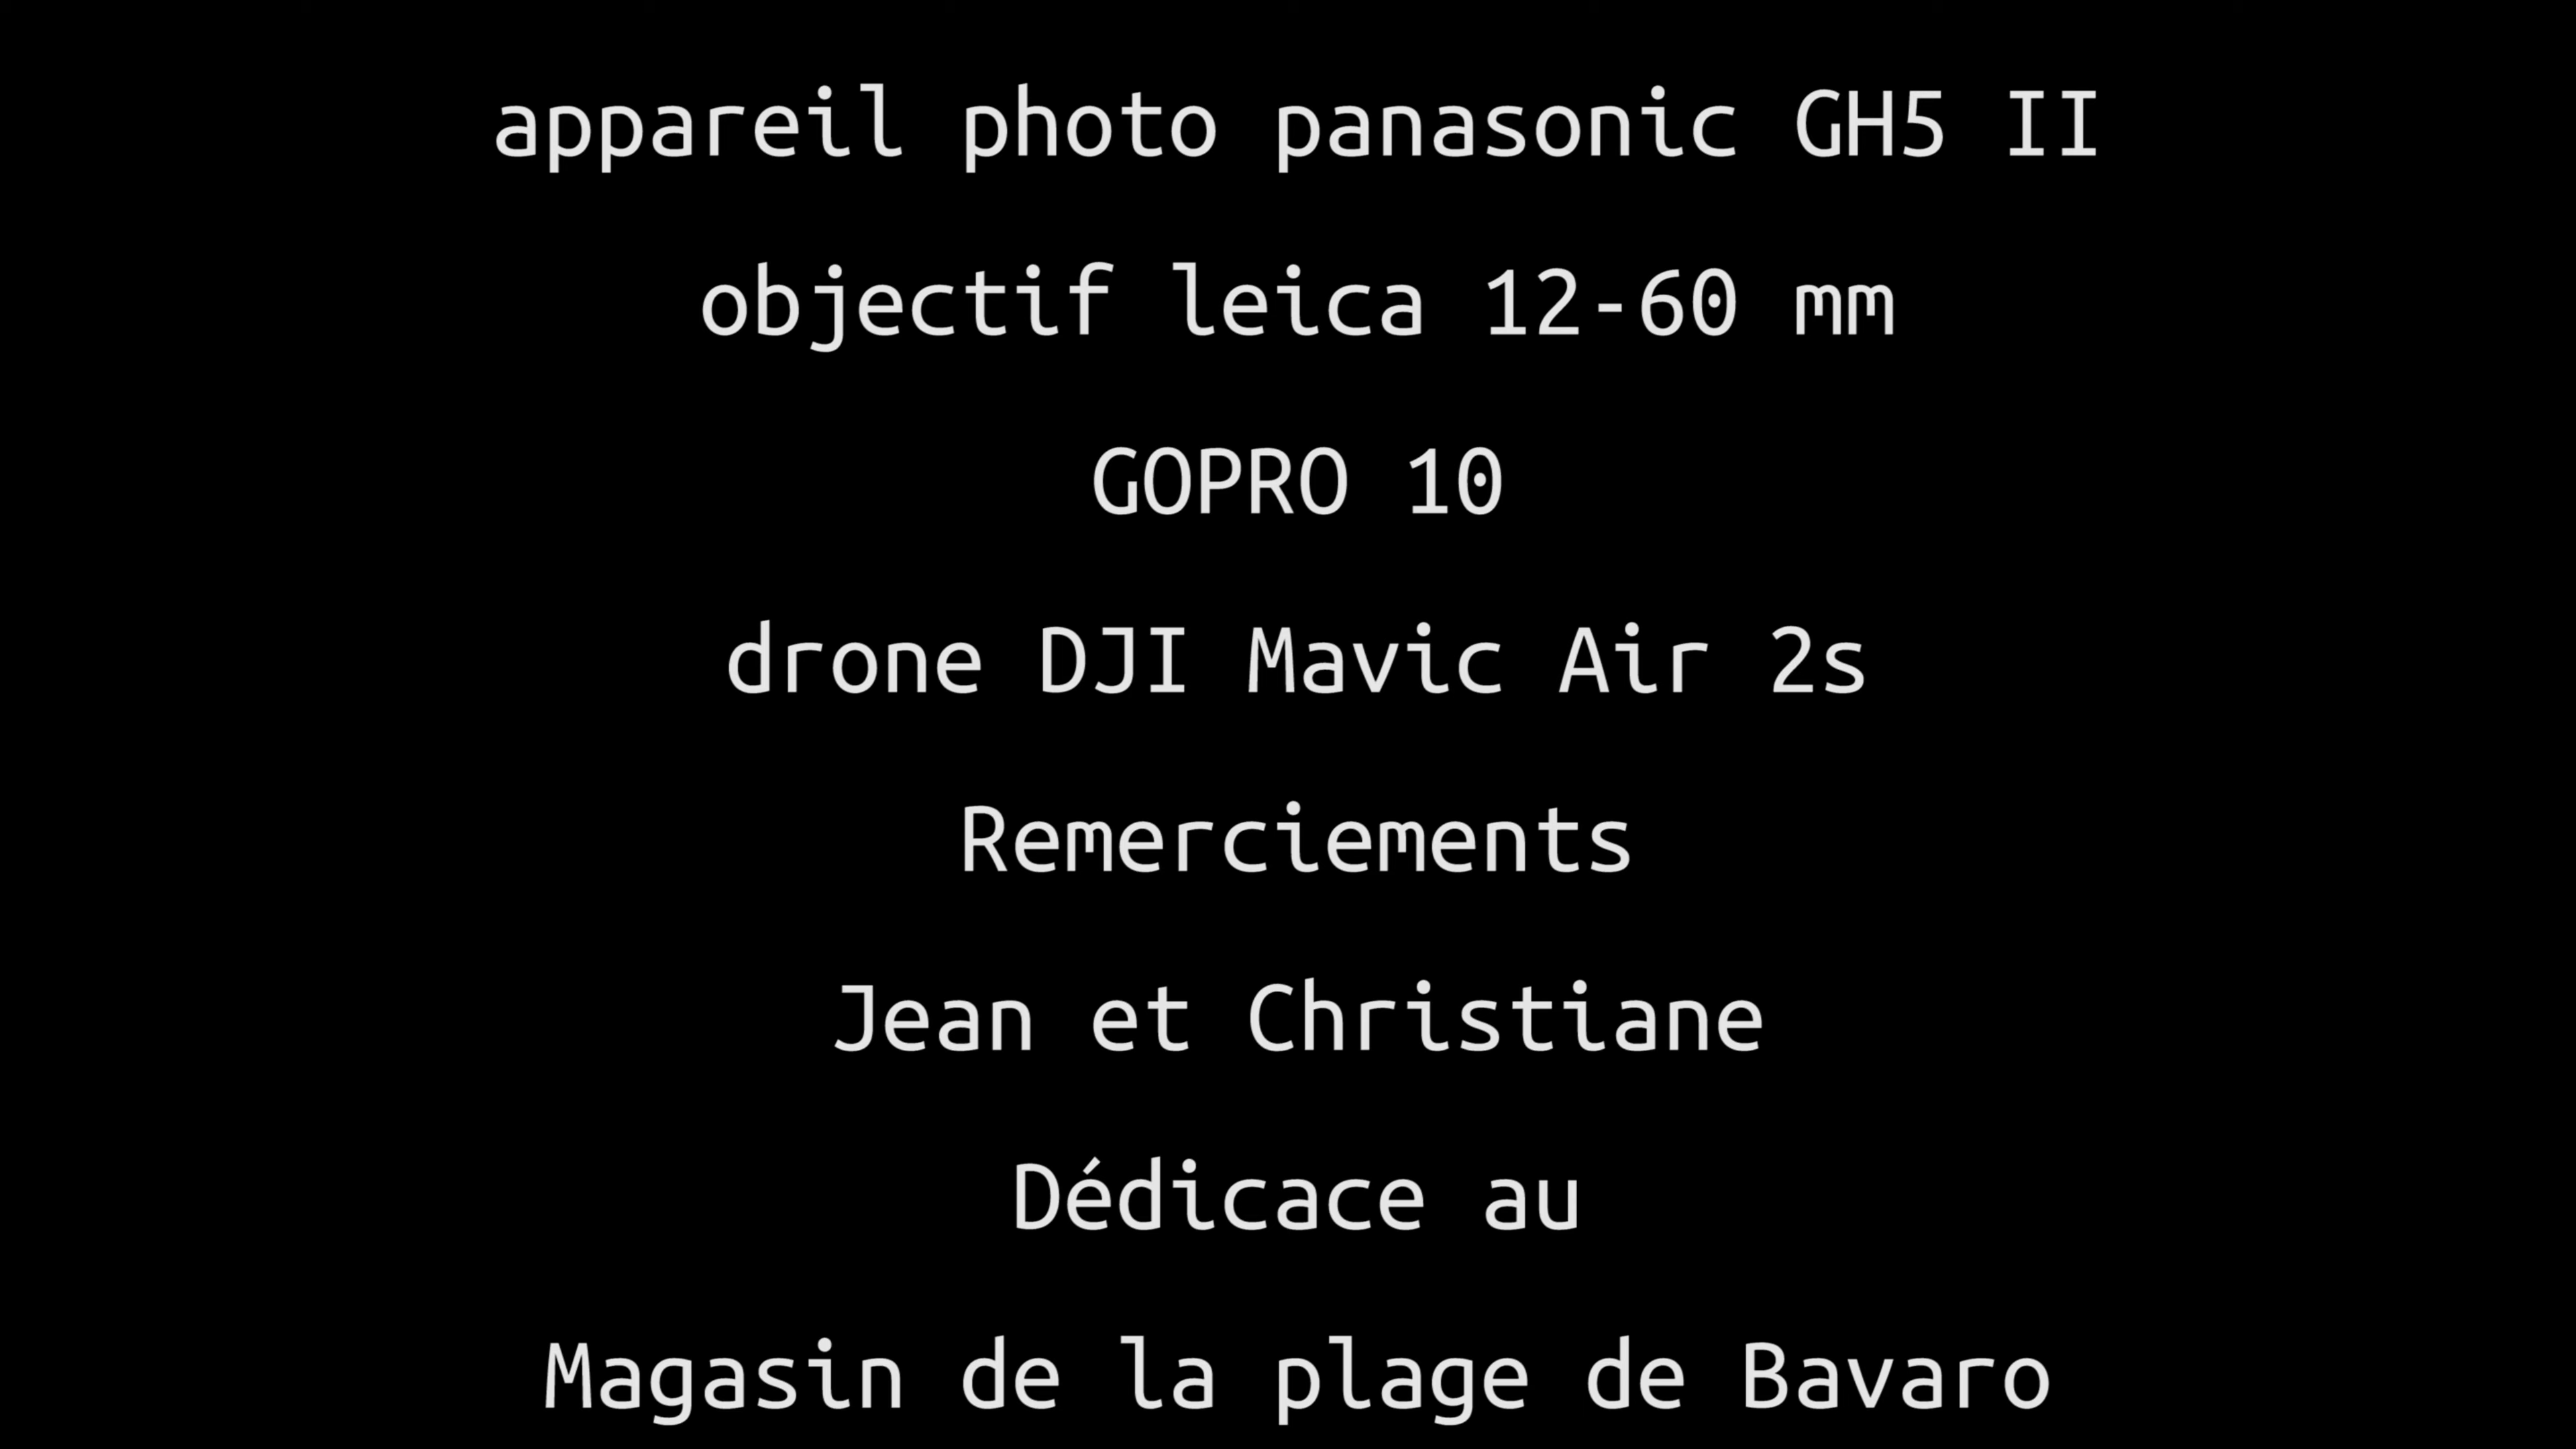 appareil photo panasonic GH5 II
objectif leica 12-60 mm
GOPRO 10
drone DJI Mavic Air 2s
Remerciements
Jean et Christiane
Dédicace au
Magasin de la plage de Bavaro